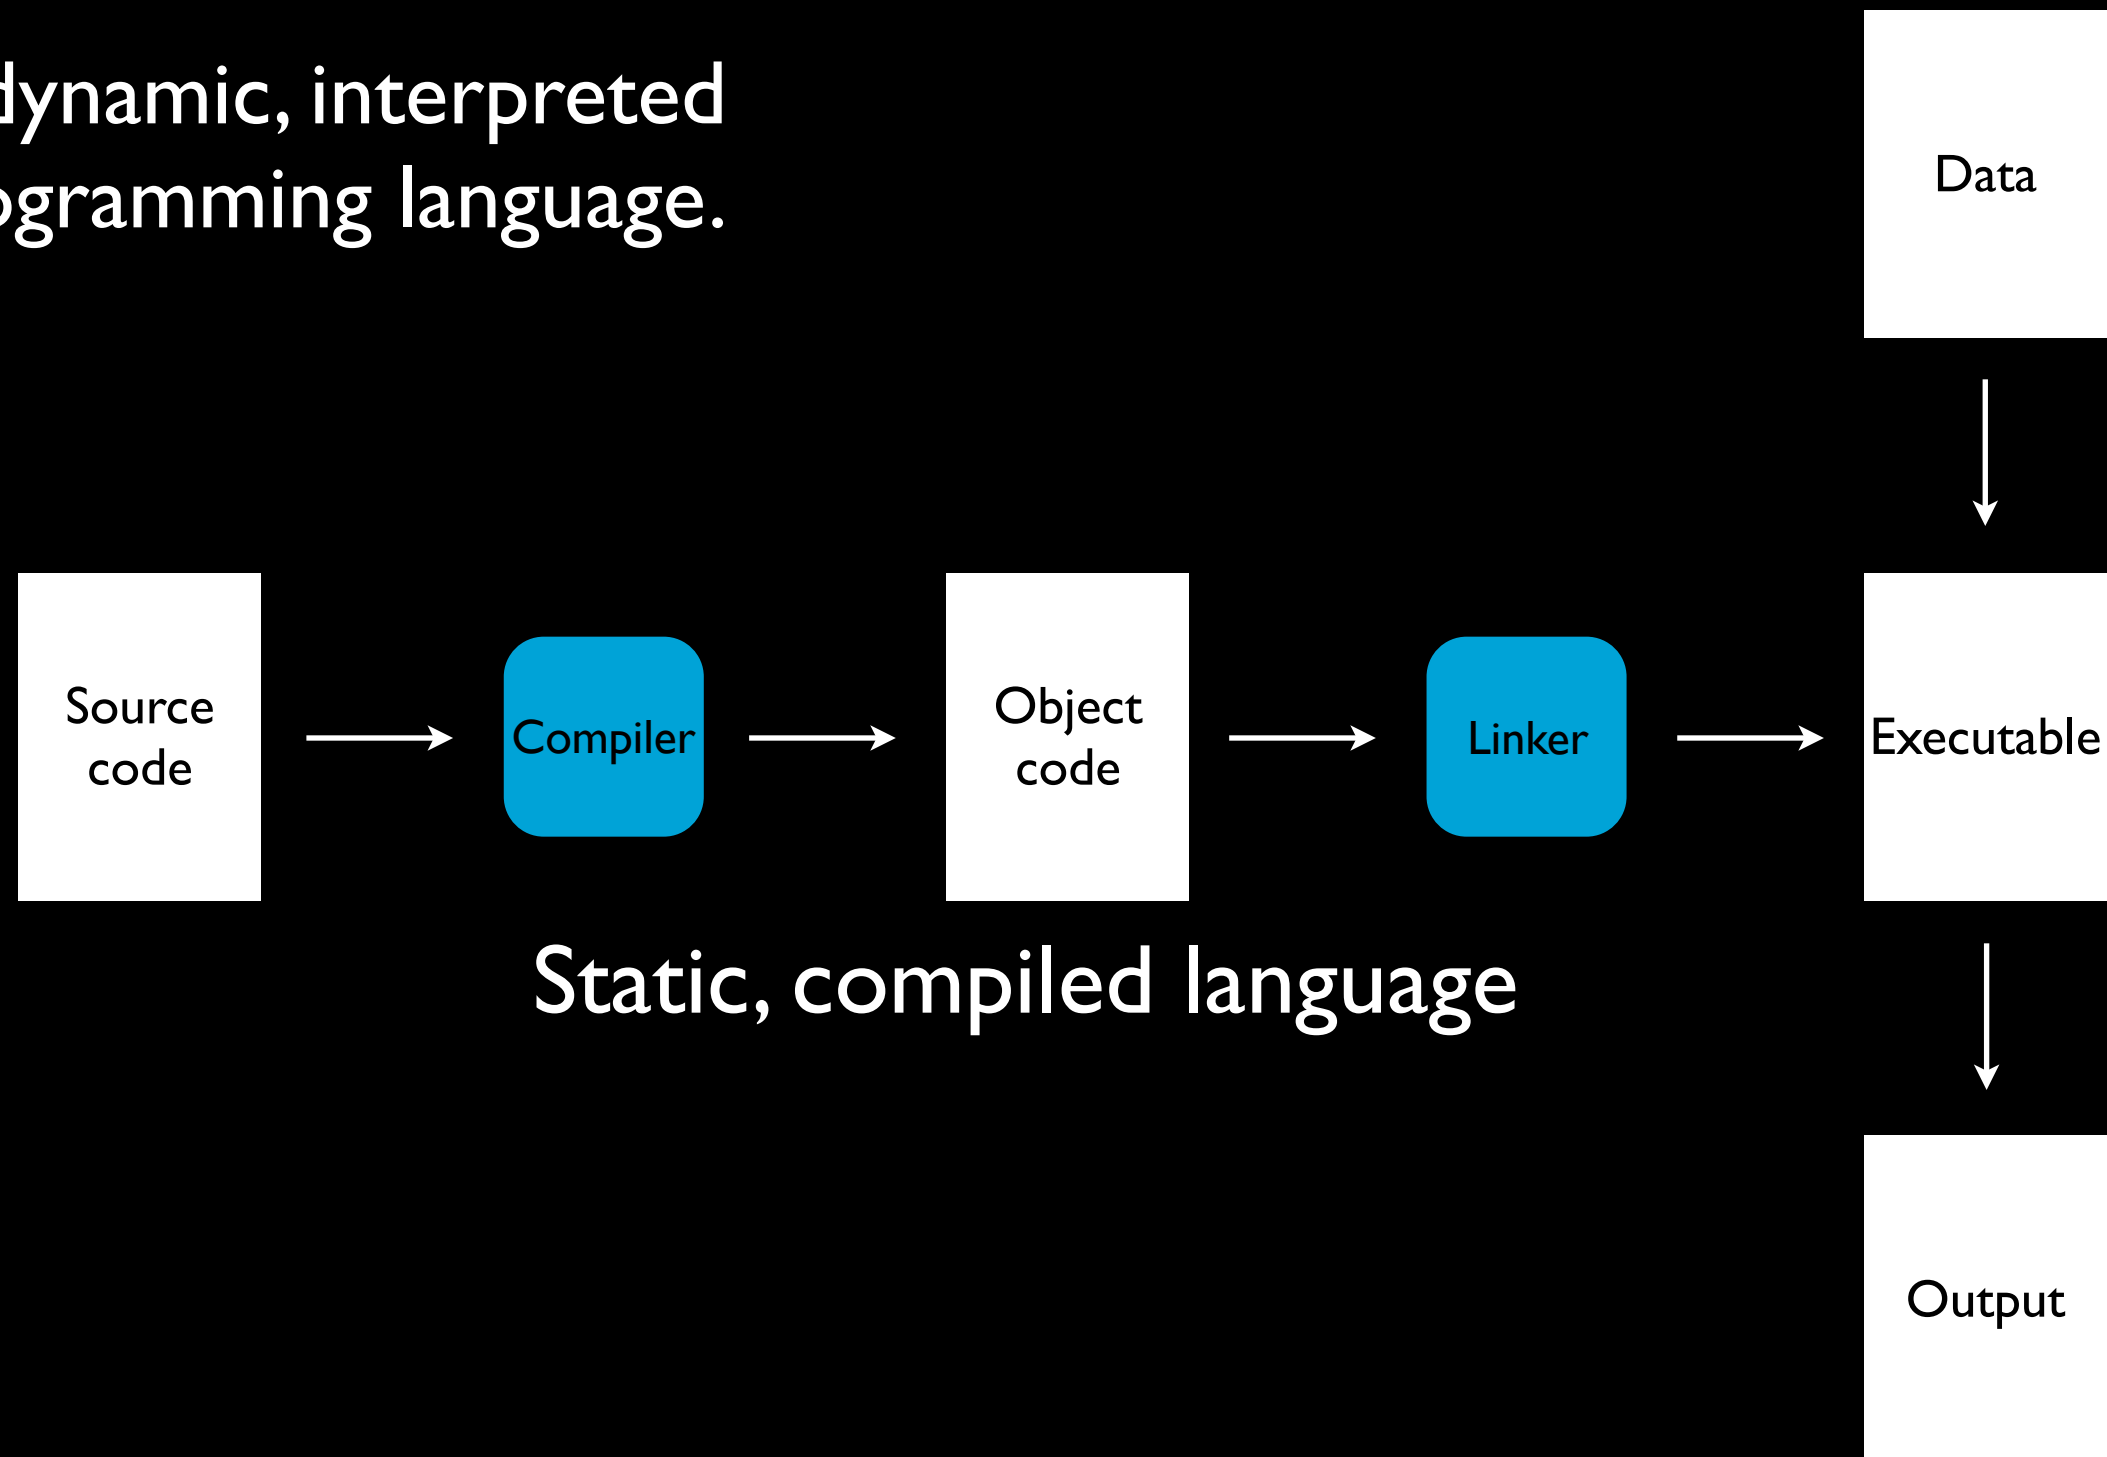 dynamic, interpreted
ogramming language.
Data
Source
code
Compiler
Object
code
Linker
Executable
Static, compiled language
Output